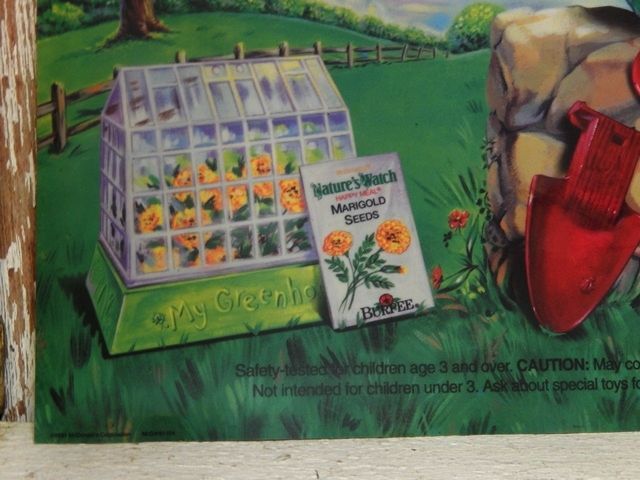 Nature's Watch
HAPPY MEAL®
MARIGOLD
SEEDS
BURPEE
My Greenho
Safety-tested for children age 3 and over. CAUTION: May co
Not intended for children under 3. Ask about special toys fo